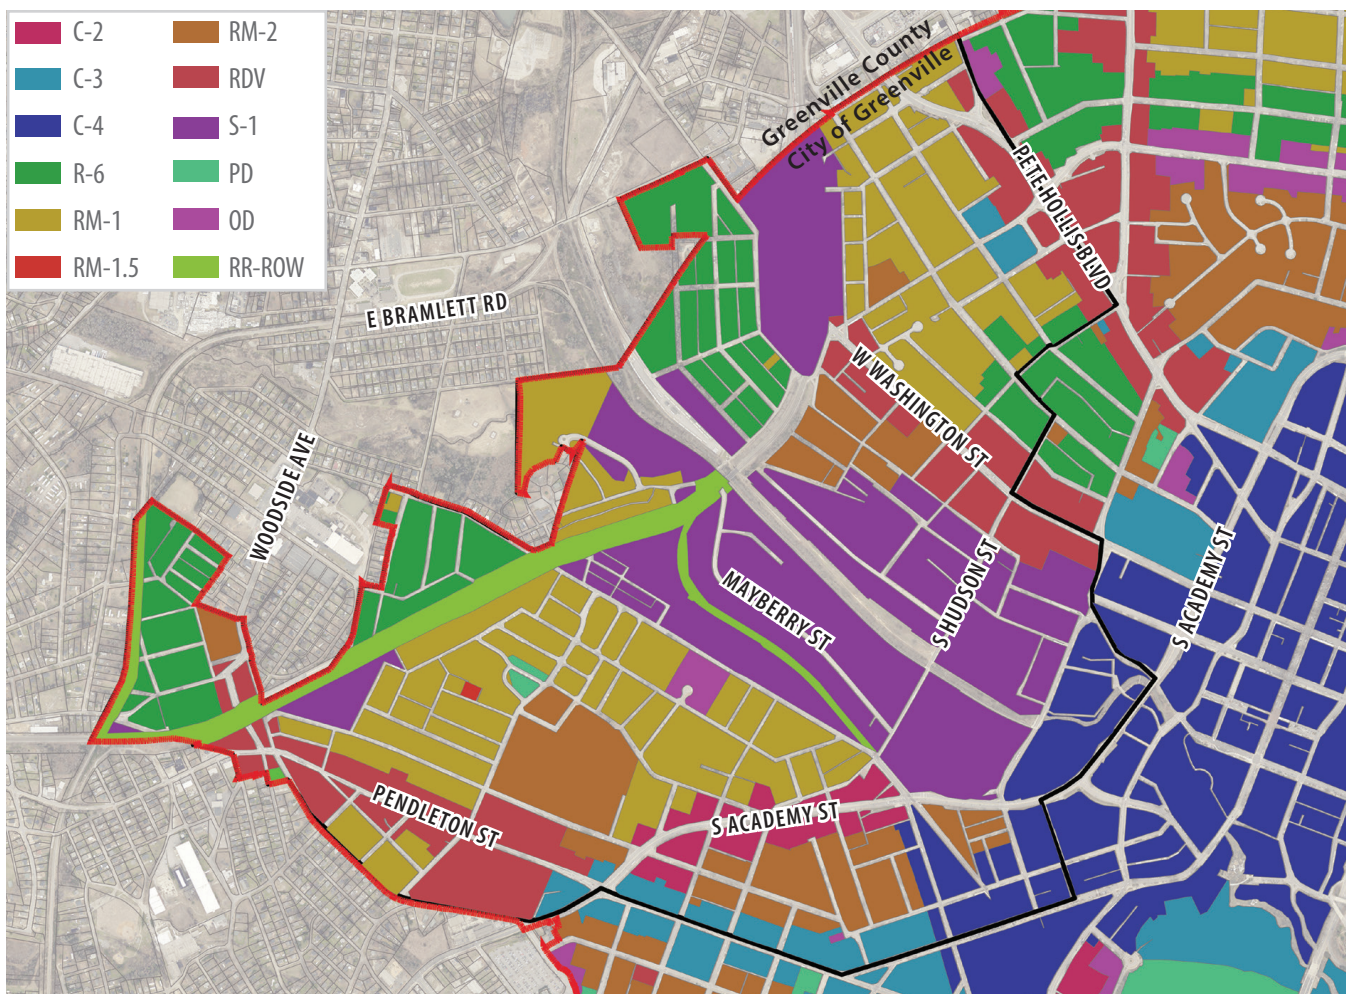 C-2
C-3
C-4
R-6
RM-1
RM-1.5
RM-2
RDV
S-1
PD
OD
RR-ROW
Greenville County
City of Greenville
PETE HOLLIS BLVD
E BRAMLETT RD
W WASHINGTON ST
WOODSIDE AVE
S HUDSON ST
S ACADEMY ST
MAYBERRY ST
PENDLETON ST
S ACADEMY ST